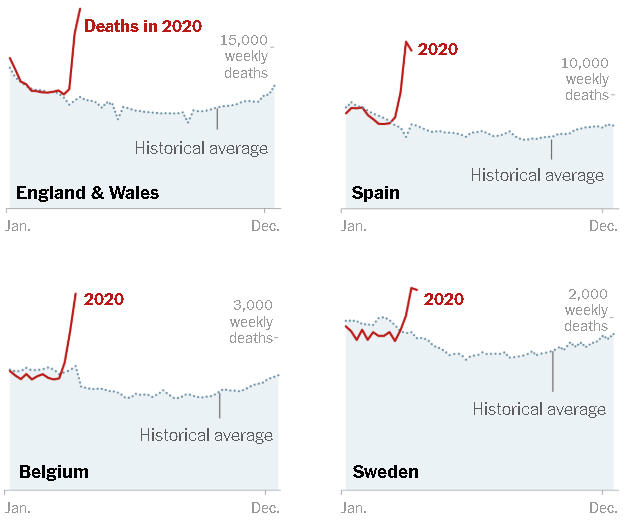 Deaths in 2020
15,000
weekly
deaths
Historical average
England & Wales
Jan.
Dec.
2020
10,000
weekly
deaths
Historical average
Spain
Jan.
Dec.
2020
3,000
weekly
deaths
Historical average
Belgium
Jan.
Dec.
2020
2,000
weekly
deaths
Historical average
Sweden
Jan.
Dec.